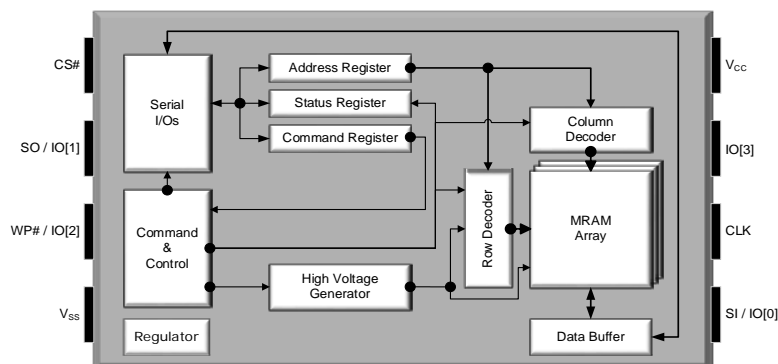 CS#
SO / IO[1]
WP# / IO[2]
VSS
Serial
I/Os
Command
&
Control
Regulator
Address Register
Status Register
Command Register
High Voltage
Generator
Row Decoder
Column
Decoder
MRAM
Array
Data Buffer
VCC
IO[3]
CLK
SI / IO[0]